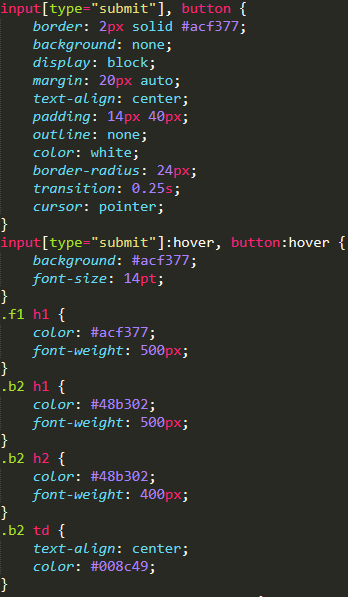 input[type="submit"], button {
    border: 2px solid #acf377;
    background: none;
    display: block;
    margin: 20px auto;
    text-align: center;
    padding: 14px 40px;
    outline: none;
    color: white;
    border-radius: 24px;
    transition: 0.25s;
    cursor: pointer;
}
input[type="submit"]:hover, button:hover {
    background: #acf377;
    font-size: 14pt;
}
.f1 h1 {
    color: #acf377;
    font-weight: 500px;
}
.b2 h1 {
    color: #48b302;
    font-weight: 500px;
}
.b2 h2 {
    color: #48b302;
    font-weight: 400px;
}
.b2 td {
    text-align: center;
    color: #008c49;
}